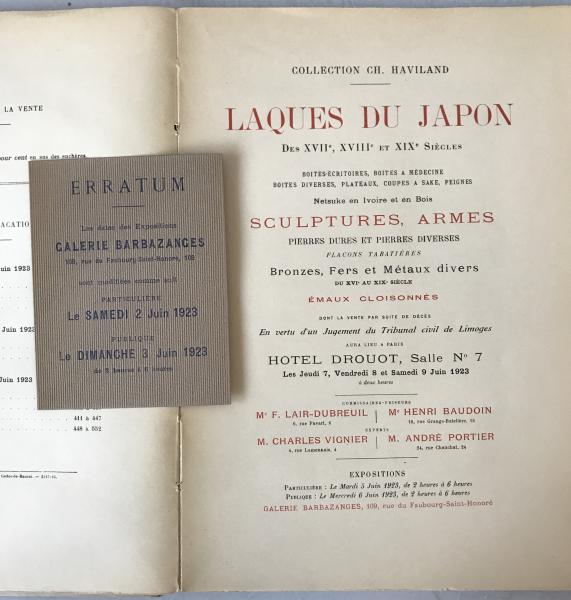 LA VENTE
pour cent en sus des enchères.
ACATIO
uin 1923
Juin 1923
Juin 1923
411 à 447
448 à 552
ERRATUM
Les dates des Expositions
GALERIE BARBAZANGES
109, rue du Faubourg-Saint-Honoré, 109
sont modifiées comme suit
PARTICULIÈRE
Le SAMEDI 2 Juin 1923
PUBLIQUE
Le DIMANCHE 3 Juin 1923
de 2 heures à 6 heures
COLLECTION CH. HAVILAND
LAQUES DU JAPON
DES XVIIe, XVIIIe ET XIXe SIÈCLES
BOITES-ÉCRITOIRES, BOITES A MÉDECINE
BOITES DIVERSES, PLATEAUX, COUPES A SAKE, PEIGNES
Netsuke en Ivoire et en Bois
SCULPTURES, ARMES
PIERRES DURES ET PIERRES DIVERSES
FLACONS TABATIÈRES
Bronzes, Fers et Métaux divers
DU XVIe AU XIXe SIÈCLE
ÉMAUX CLOISONNÉS
DONT LA VENTE PAR SUITE DE DÉCÈS
En vertu d'un Jugement du Tribunal civil de Limoges
AURA LIEU A PARIS
HOTEL DROUOT, Salle No 7
Les Jeudi 7, Vendredi 8 et Samedi 9 Juin 1923
à deux heures
COMMISSAIRES-PRISEURS
Me F. LAIR-DUBREUIL | Me HENRI BAUDOIN
6, rue Favart, 6 | 10, rue Grange-Batelière, 10
EXPERTS
M. CHARLES VIGNIER | M. ANDRÉ PORTIER
4, rue Lamennais, 4 | 24, rue Chauchat, 24
EXPOSITIONS
PARTICULIÈRE : Le Mardi 5 Juin 1923, de 2 heures à 6 heures
PUBLIQUE : Le Mercredi 6 Juin 1923, de 2 heures à 6 heures
GALERIE BARBAZANGES, 109, rue du Faubourg-Saint-Honoré